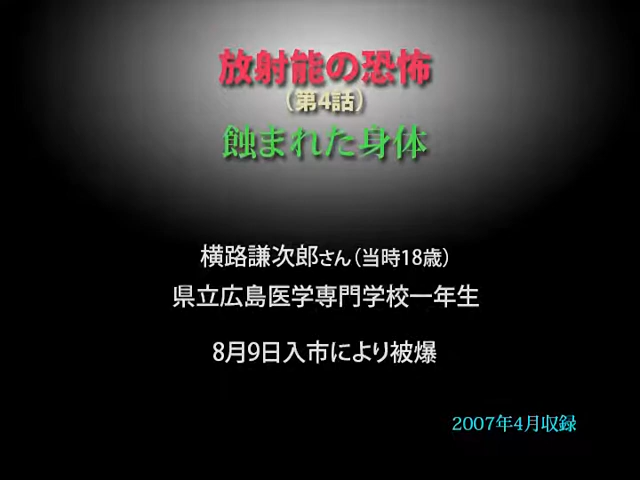 放射能の恐怖
（第4話）
蝕まれた身体
横路謙次郎さん（当時18歳）
県立広島医学専門学校一年生
8月9日入市により被爆
2007年4月収録